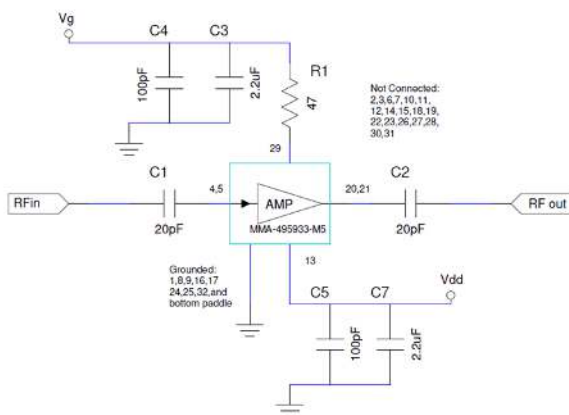 Vg
C4
C3
100pF
2.2uF
R1
47
Not Connected:
2,3,6,7,10,11,
12,14,15,18,19,
22,23,26,27,28,
30,31
29
C1
4,5
20,21
C2
RFin
AMP
RF out
20pF
MMA-495933-M5
20pF
13
Grounded:
1,8,9,16,17
24,25,32,and
bottom paddle
Vdd
C5
C7
100pF
2.2uF